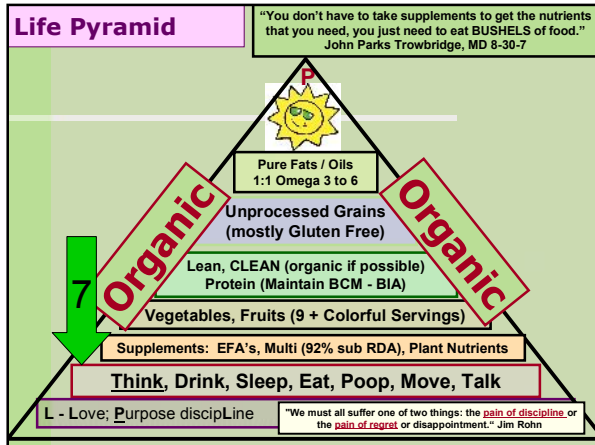 Life Pyramid
“You don’t have to take supplements to get the nutrients
that you need, you just need to eat BUSHELS of food.”
John Parks Trowbridge, MD 8-30-7
P
Pure Fats / Oils
1:1 Omega 3 to 6
Organic
Organic
Unprocessed Grains
(mostly Gluten Free)
7
Lean, CLEAN (organic if possible)
Protein (Maintain BCM - BIA)
Vegetables, Fruits (9 + Colorful Servings)
Supplements: EFA’s, Multi (92% sub RDA), Plant Nutrients
Think, Drink, Sleep, Eat, Poop, Move, Talk
L - Love; Purpose discipLine
"We must all suffer one of two things: the pain of discipline or
the pain of regret or disappointment.“ Jim Rohn